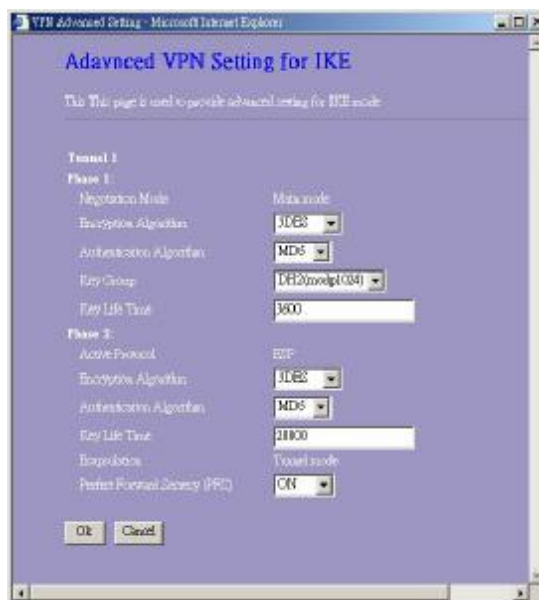 VPN Advanced Setting - Microsoft Internet Explorer
Adavnced VPN Setting for IKE
This This page is used to provide advanced setting for IKE mode
Tunnel 1
Phase 1:
Negotiation Mode Main mode
Encryption Algorithm 3DES
Authentication Algorithm MD5
Key Group DH2(modp1024)
Key Life Time 3600
Phase 2:
Active Protocol ESP
Encryption Algorithm 3DES
Authentication Algorithm MD5
Key Life Time 28800
Encapsulation Tunnel mode
Perfect Forward Secrecy (PFS) ON
Ok Cancel